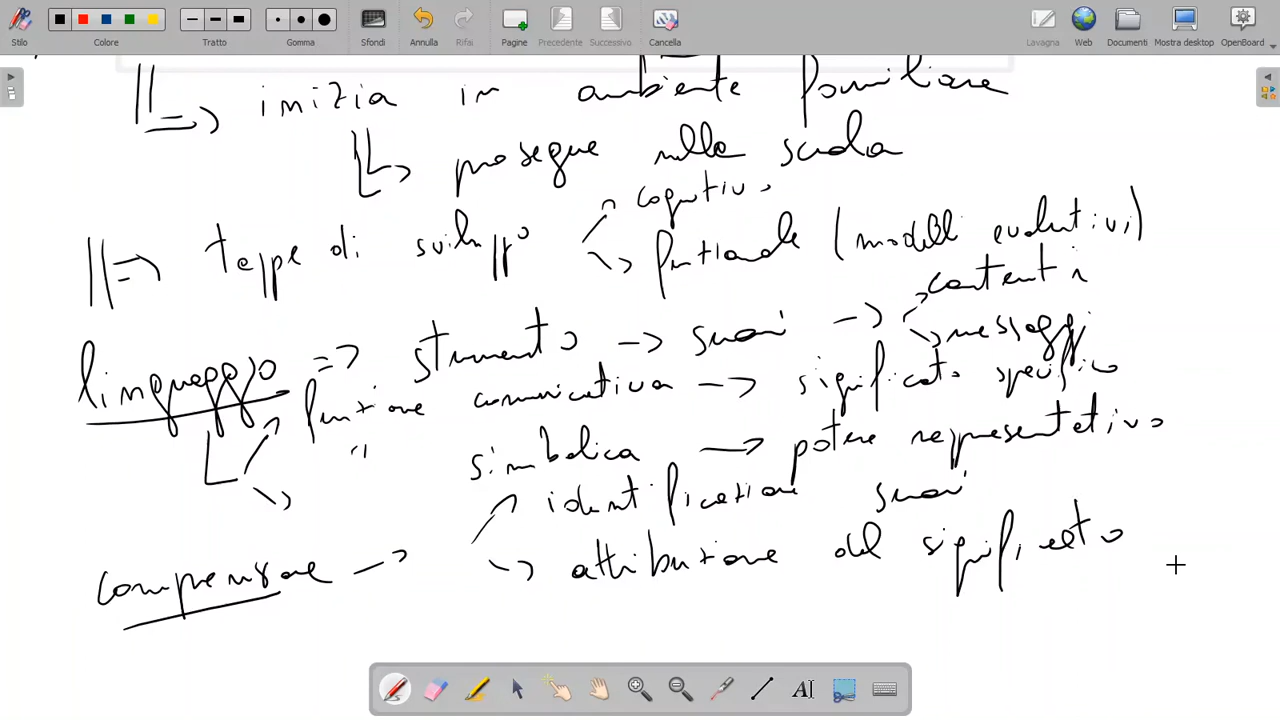 Stilo Colore Tratto Gomma Sfondi Annulla Rifai Pagine Precedente Successivo Cancella Lavagna Web Documenti Mostra desktop OpenBoard
inizia in ambiente familiare
prosegue nella scuola
cognitivo
tappe di sviluppo
funzionale (modelli evolutivi)
contenuti
linguaggio => strumento -> suoni ->
messaggi
funzione comunicativa -> significato specifico
" simbolica -> potere rappresentativo
identificazione suoni
comprensione ->
attribuzione del significato